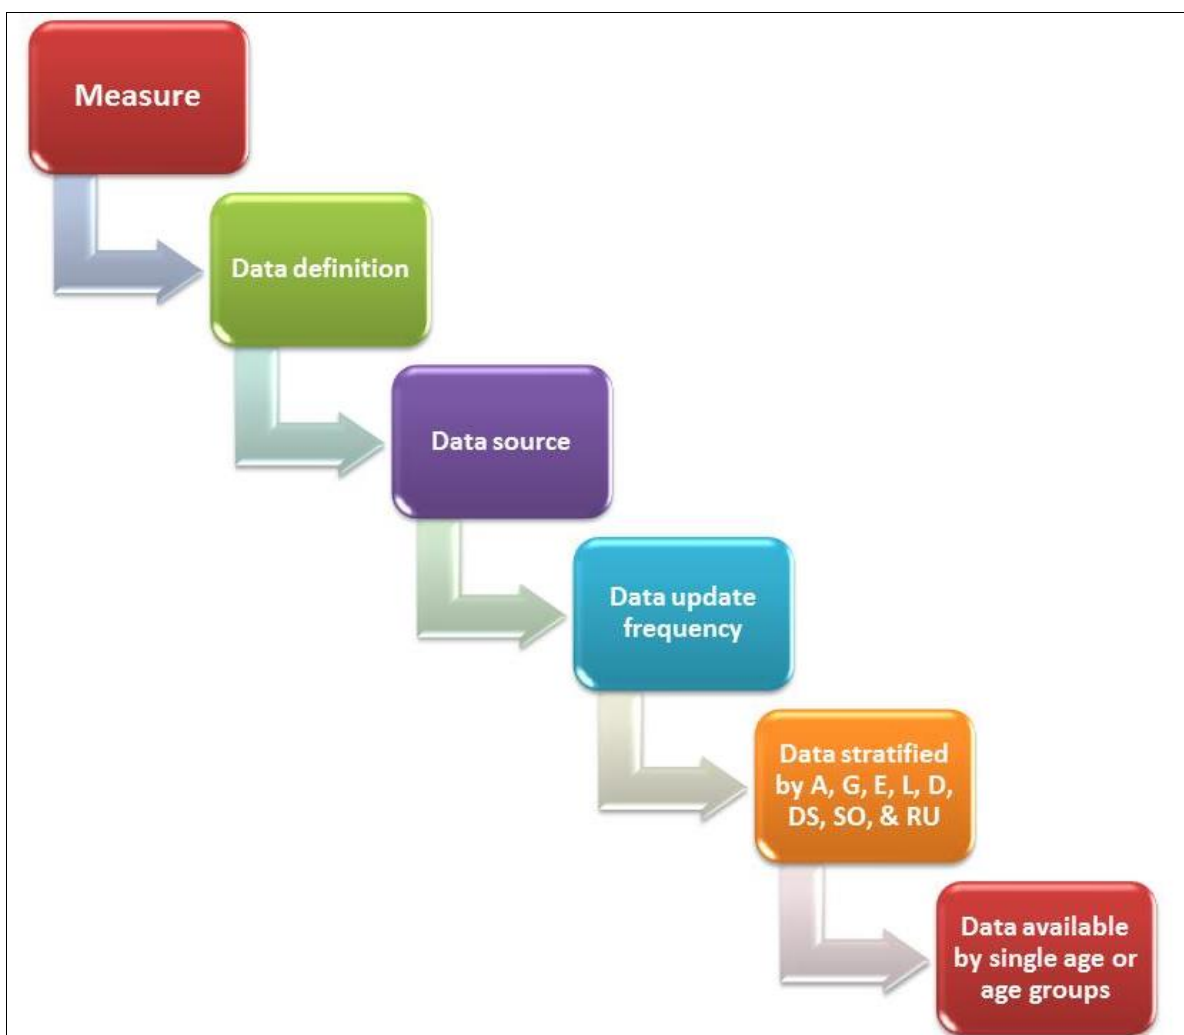 Measure
Data definition
Data source
Data update
frequency
Data stratified
by A, G, E, L, D,
DS, SO, & RU
Data available
by single age or
age groups